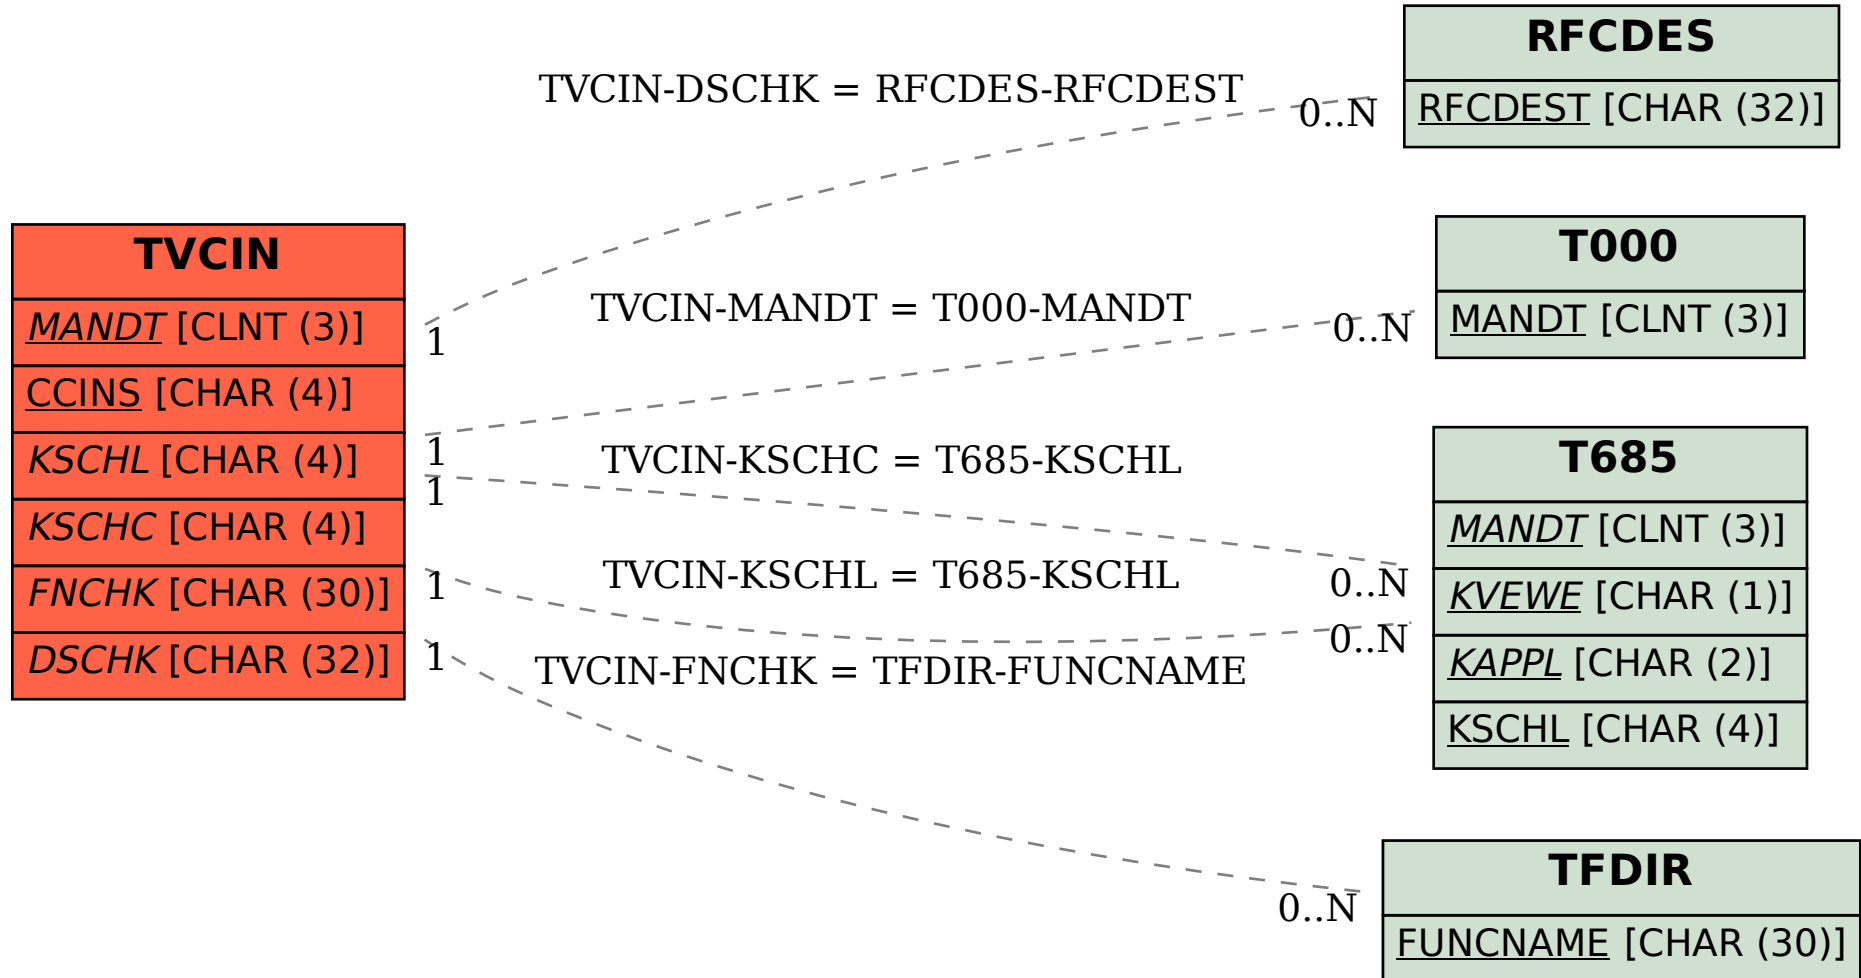 TVCIN
MANDT [CLNT (3)]
CCINS [CHAR (4)]
KSCHL [CHAR (4)]
KSCHC [CHAR (4)]
FNCHK [CHAR (30)]
DSCHK [CHAR (32)]
TVCIN-DSCHK = RFCDES-RFCDEST
0..N
1
TVCIN-MANDT = T000-MANDT
0..N
1
TVCIN-KSCHC = T685-KSCHL
1
0..N
TVCIN-KSCHL = T685-KSCHL
1
0..N
TVCIN-FNCHK = TFDIR-FUNCNAME
1
0..N
RFCDES
RFCDEST [CHAR (32)]
T000
MANDT [CLNT (3)]
T685
MANDT [CLNT (3)]
KVEWE [CHAR (1)]
KAPPL [CHAR (2)]
KSCHL [CHAR (4)]
TFDIR
FUNCNAME [CHAR (30)]